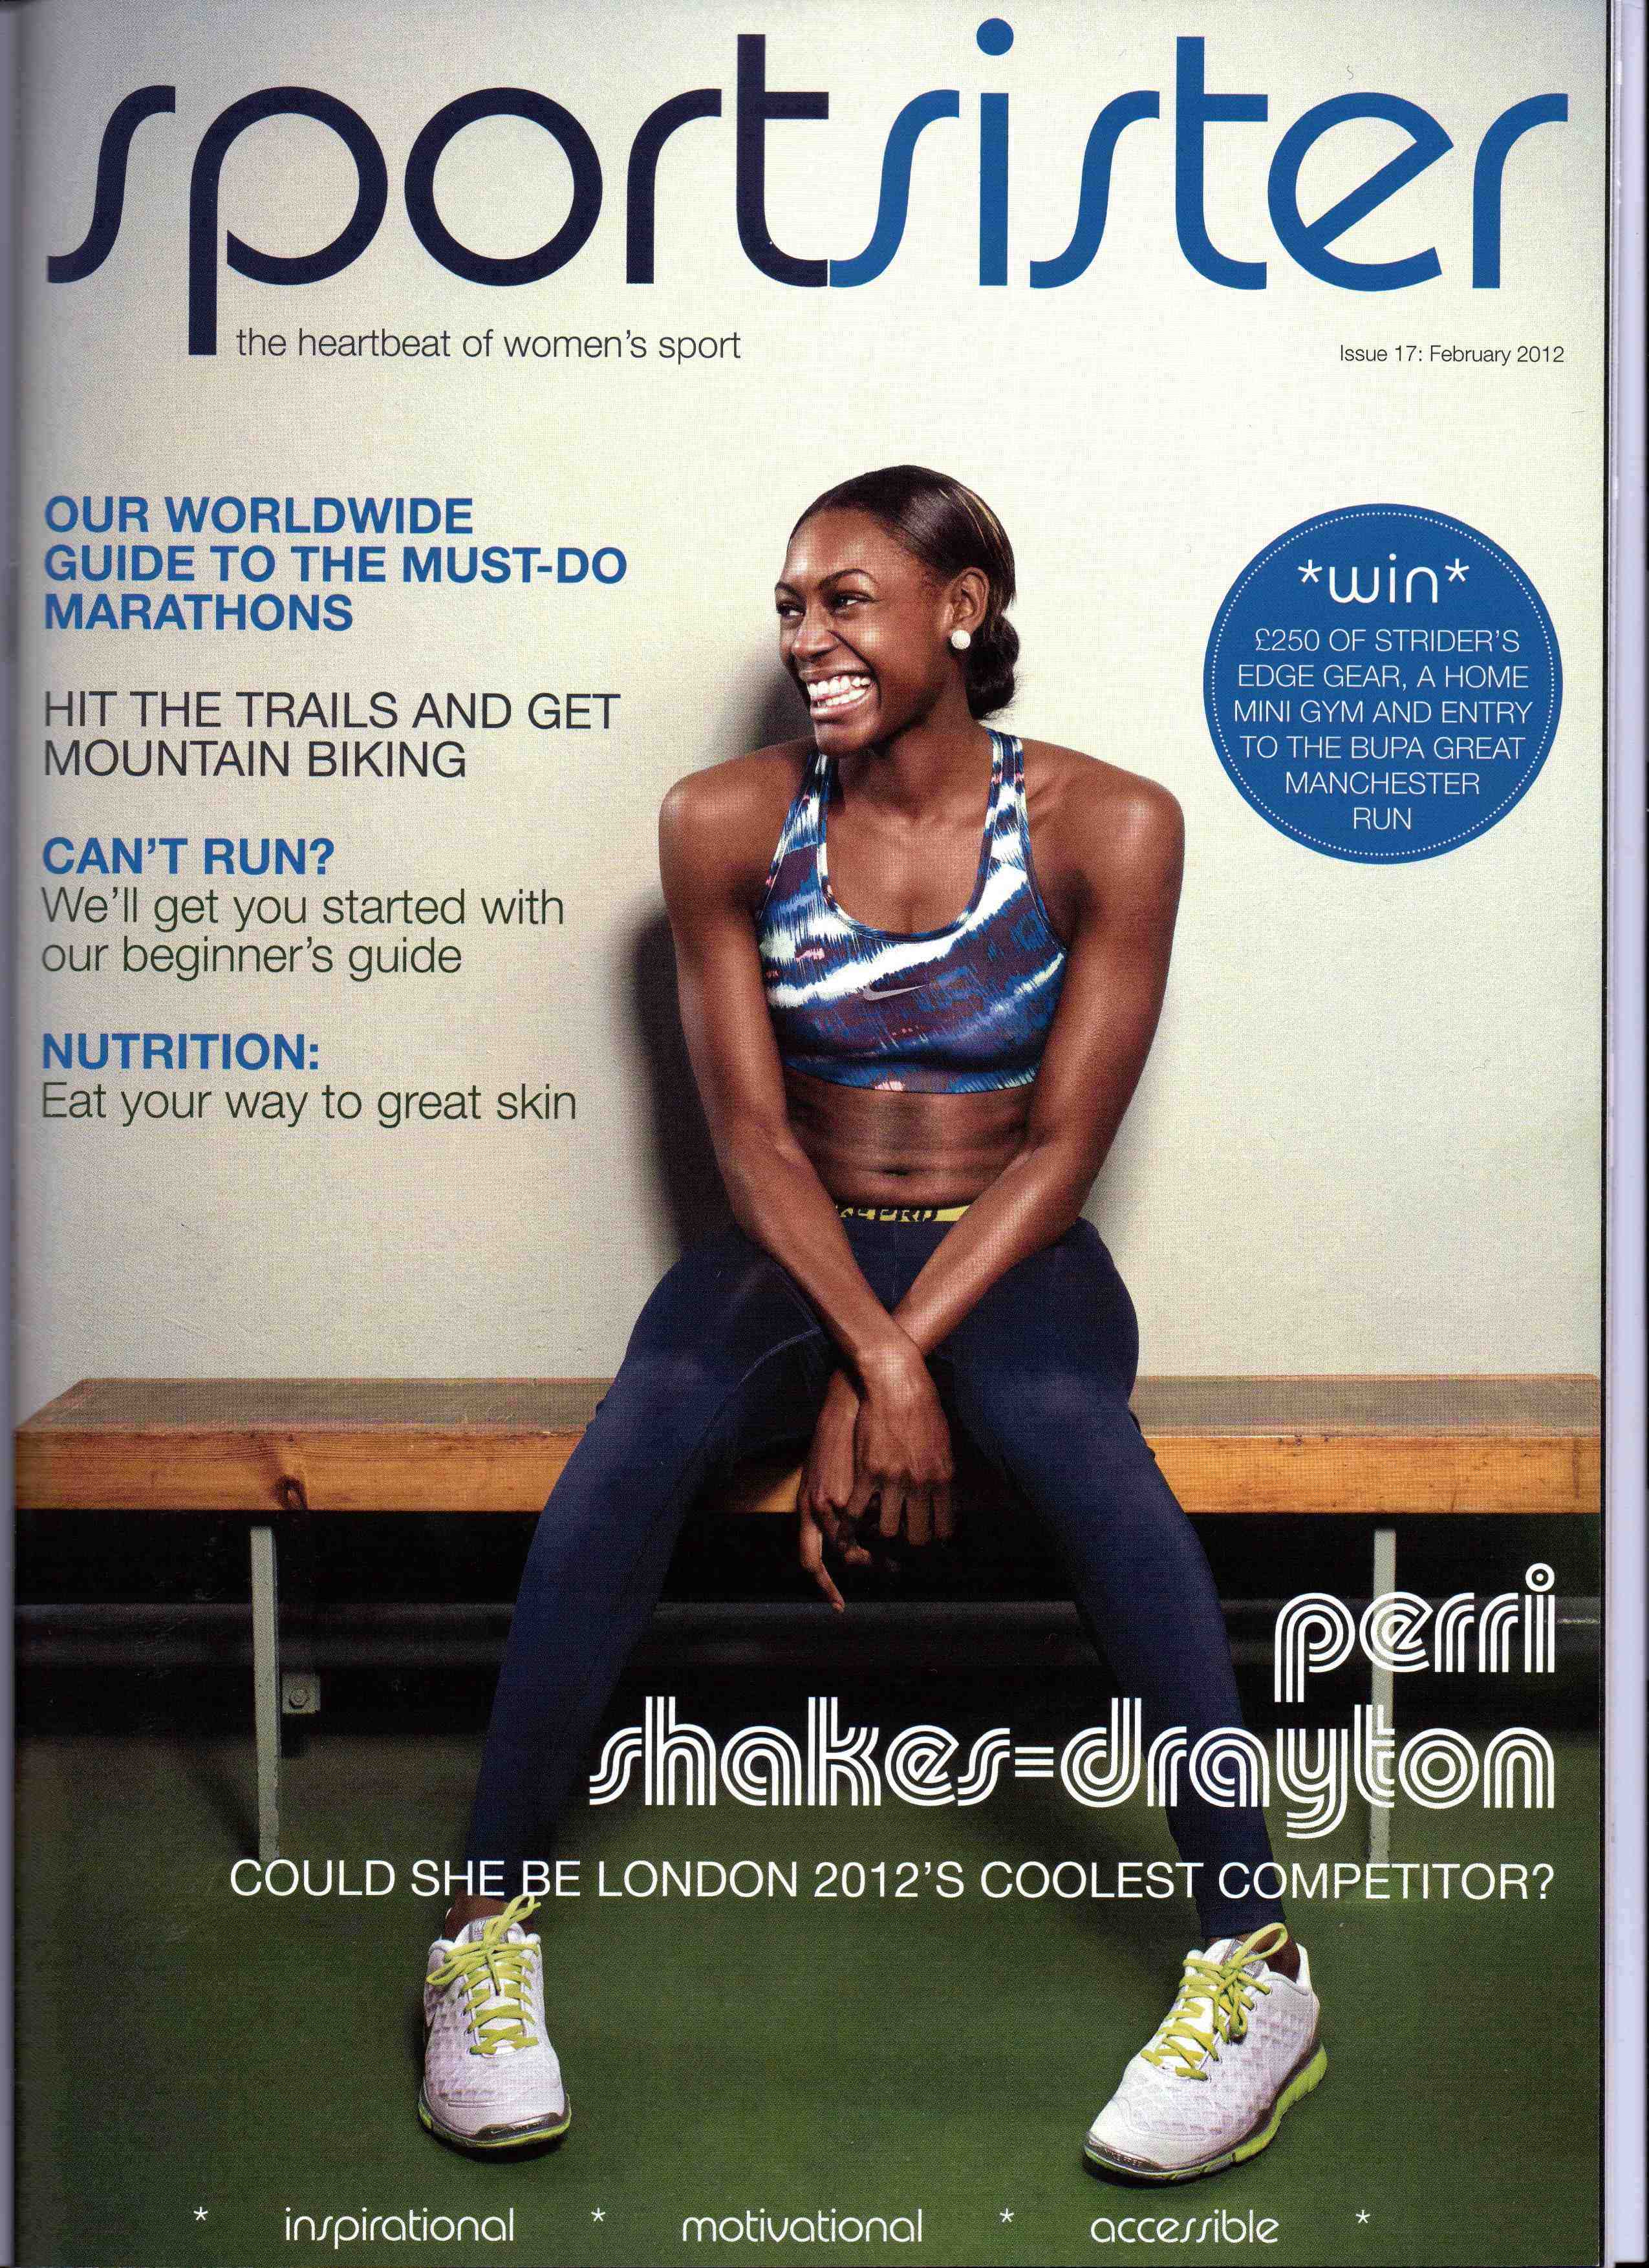 sportsister
the heartbeat of women's sport
Issue 17: February 2012
OUR WORLDWIDE
GUIDE TO THE MUST-DO
MARATHONS
HIT THE TRAILS AND GET
MOUNTAIN BIKING
CAN'T RUN?
We'll get you started with
our beginner's guide
NUTRITION:
Eat your way to great skin
*win*
£250 OF STRIDER'S
EDGE GEAR, A HOME
MINI GYM AND ENTRY
TO THE BUPA GREAT
MANCHESTER
RUN
perri
shakes-drayton
COULD SHE BE LONDON 2012'S COOLEST COMPETITOR?
* inspirational * motivational * accessible *